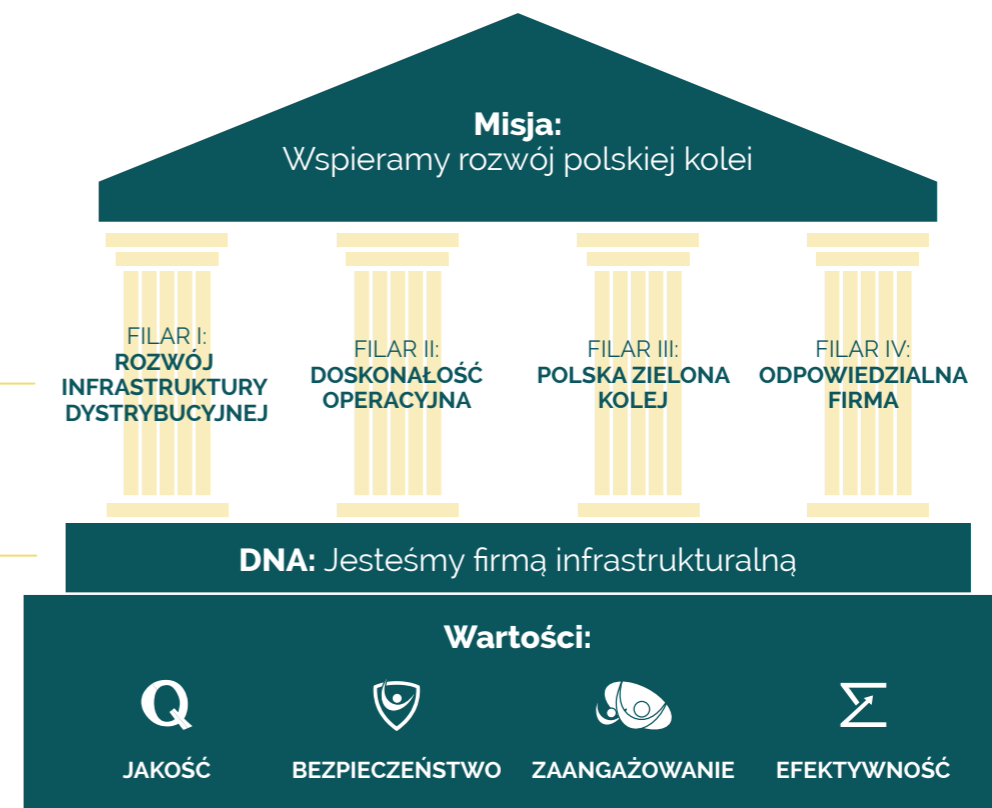 Misja:
Wspieramy rozwój polskiej kolei
FILAR I:
ROZWÓJ
INFRASTRUKTURY
DYSTRYBUCYJNEJ
FILAR II:
DOSKONAŁOŚĆ
OPERACYJNA
FILAR III:
POLSKA ZIELONA
KOLEJ
FILAR IV:
ODPOWIEDZIALNA
FIRMA
DNA: Jesteśmy firmą infrastrukturalną
Wartości:
JAKOŚĆ
BEZPIECZEŃSTWO
ZAANGAŻOWANIE
EFEKTYWNOŚĆ